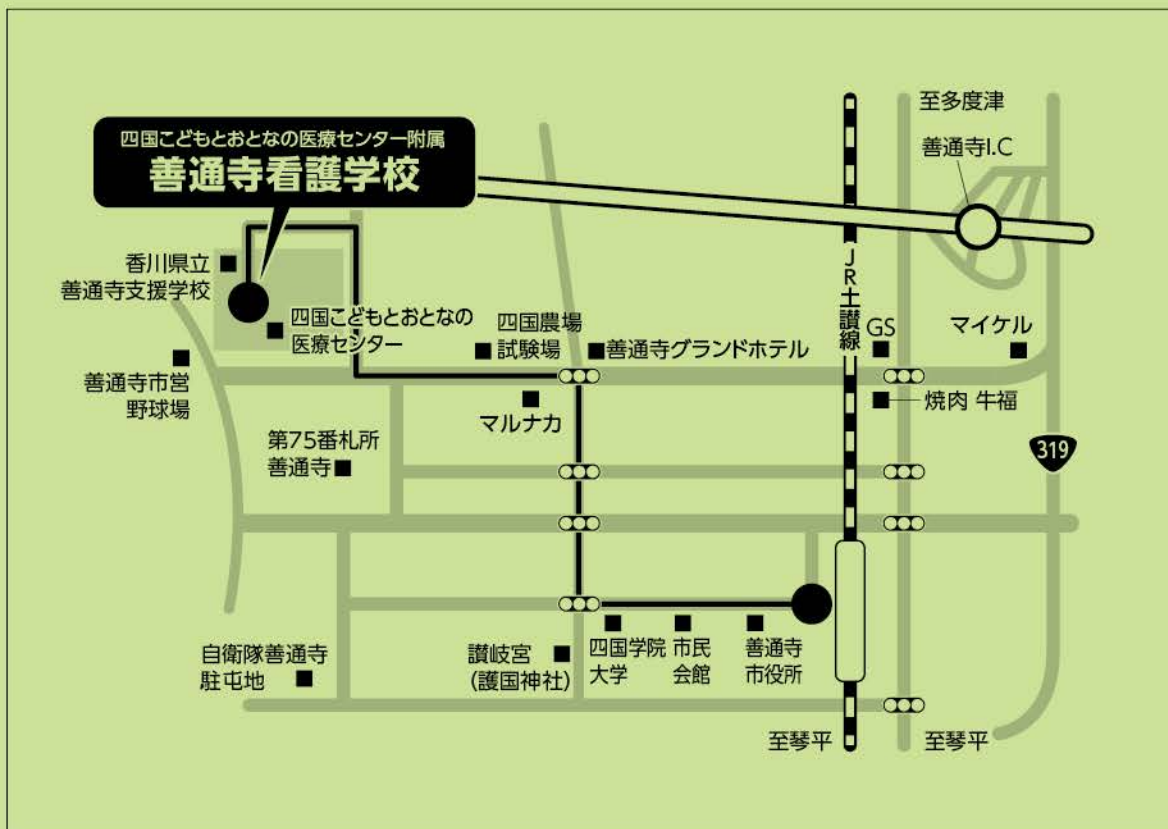 至多度津
四国こどもとおとなの医療センター附属
善通寺看護学校
善通寺I.C
香川県立
善通寺支援学校
JR土讃線
四国こどもとおとなの
医療センター
四国農場
試験場
善通寺グランドホテル
GS
マイケル
善通寺市営
野球場
マルナカ
焼肉 牛福
第75番札所
善通寺
319
自衛隊善通寺
駐屯地
讃岐宮
(護国神社)
四国学院
大学
市民
会館
善通寺
市役所
至琴平
至琴平